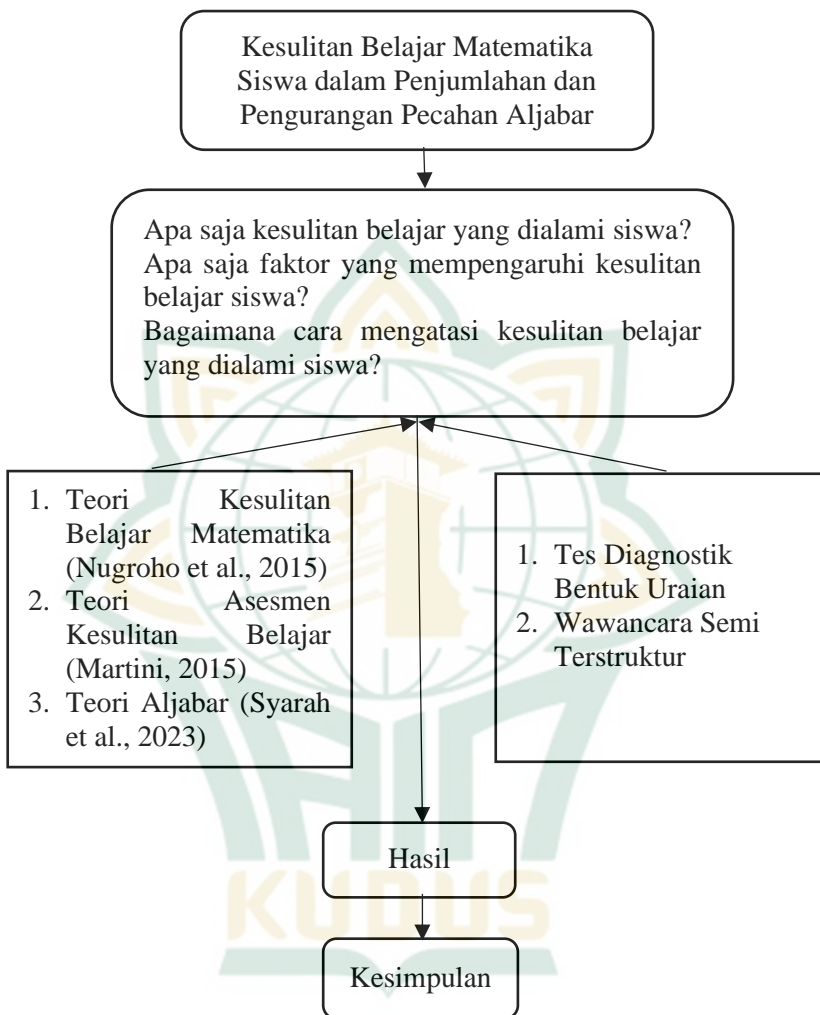 Kesulitan Belajar Matematika
Siswa dalam Penjumlahan dan
Pengurangan Pecahan Aljabar
Apa saja kesulitan belajar yang dialami siswa?
Apa saja faktor yang mempengaruhi kesulitan
belajar siswa?
Bagaimana cara mengatasi kesulitan belajar
yang dialami siswa?
1. Teori Kesulitan
Belajar Matematika
(Nugroho et al., 2015)
2. Teori Asesmen
Kesulitan Belajar
(Martini, 2015)
3. Teori Aljabar (Syarah
et al., 2023)
1. Tes Diagnostik
Bentuk Uraian
2. Wawancara Semi
Terstruktur
Hasil
KUDUS
Kesimpulan